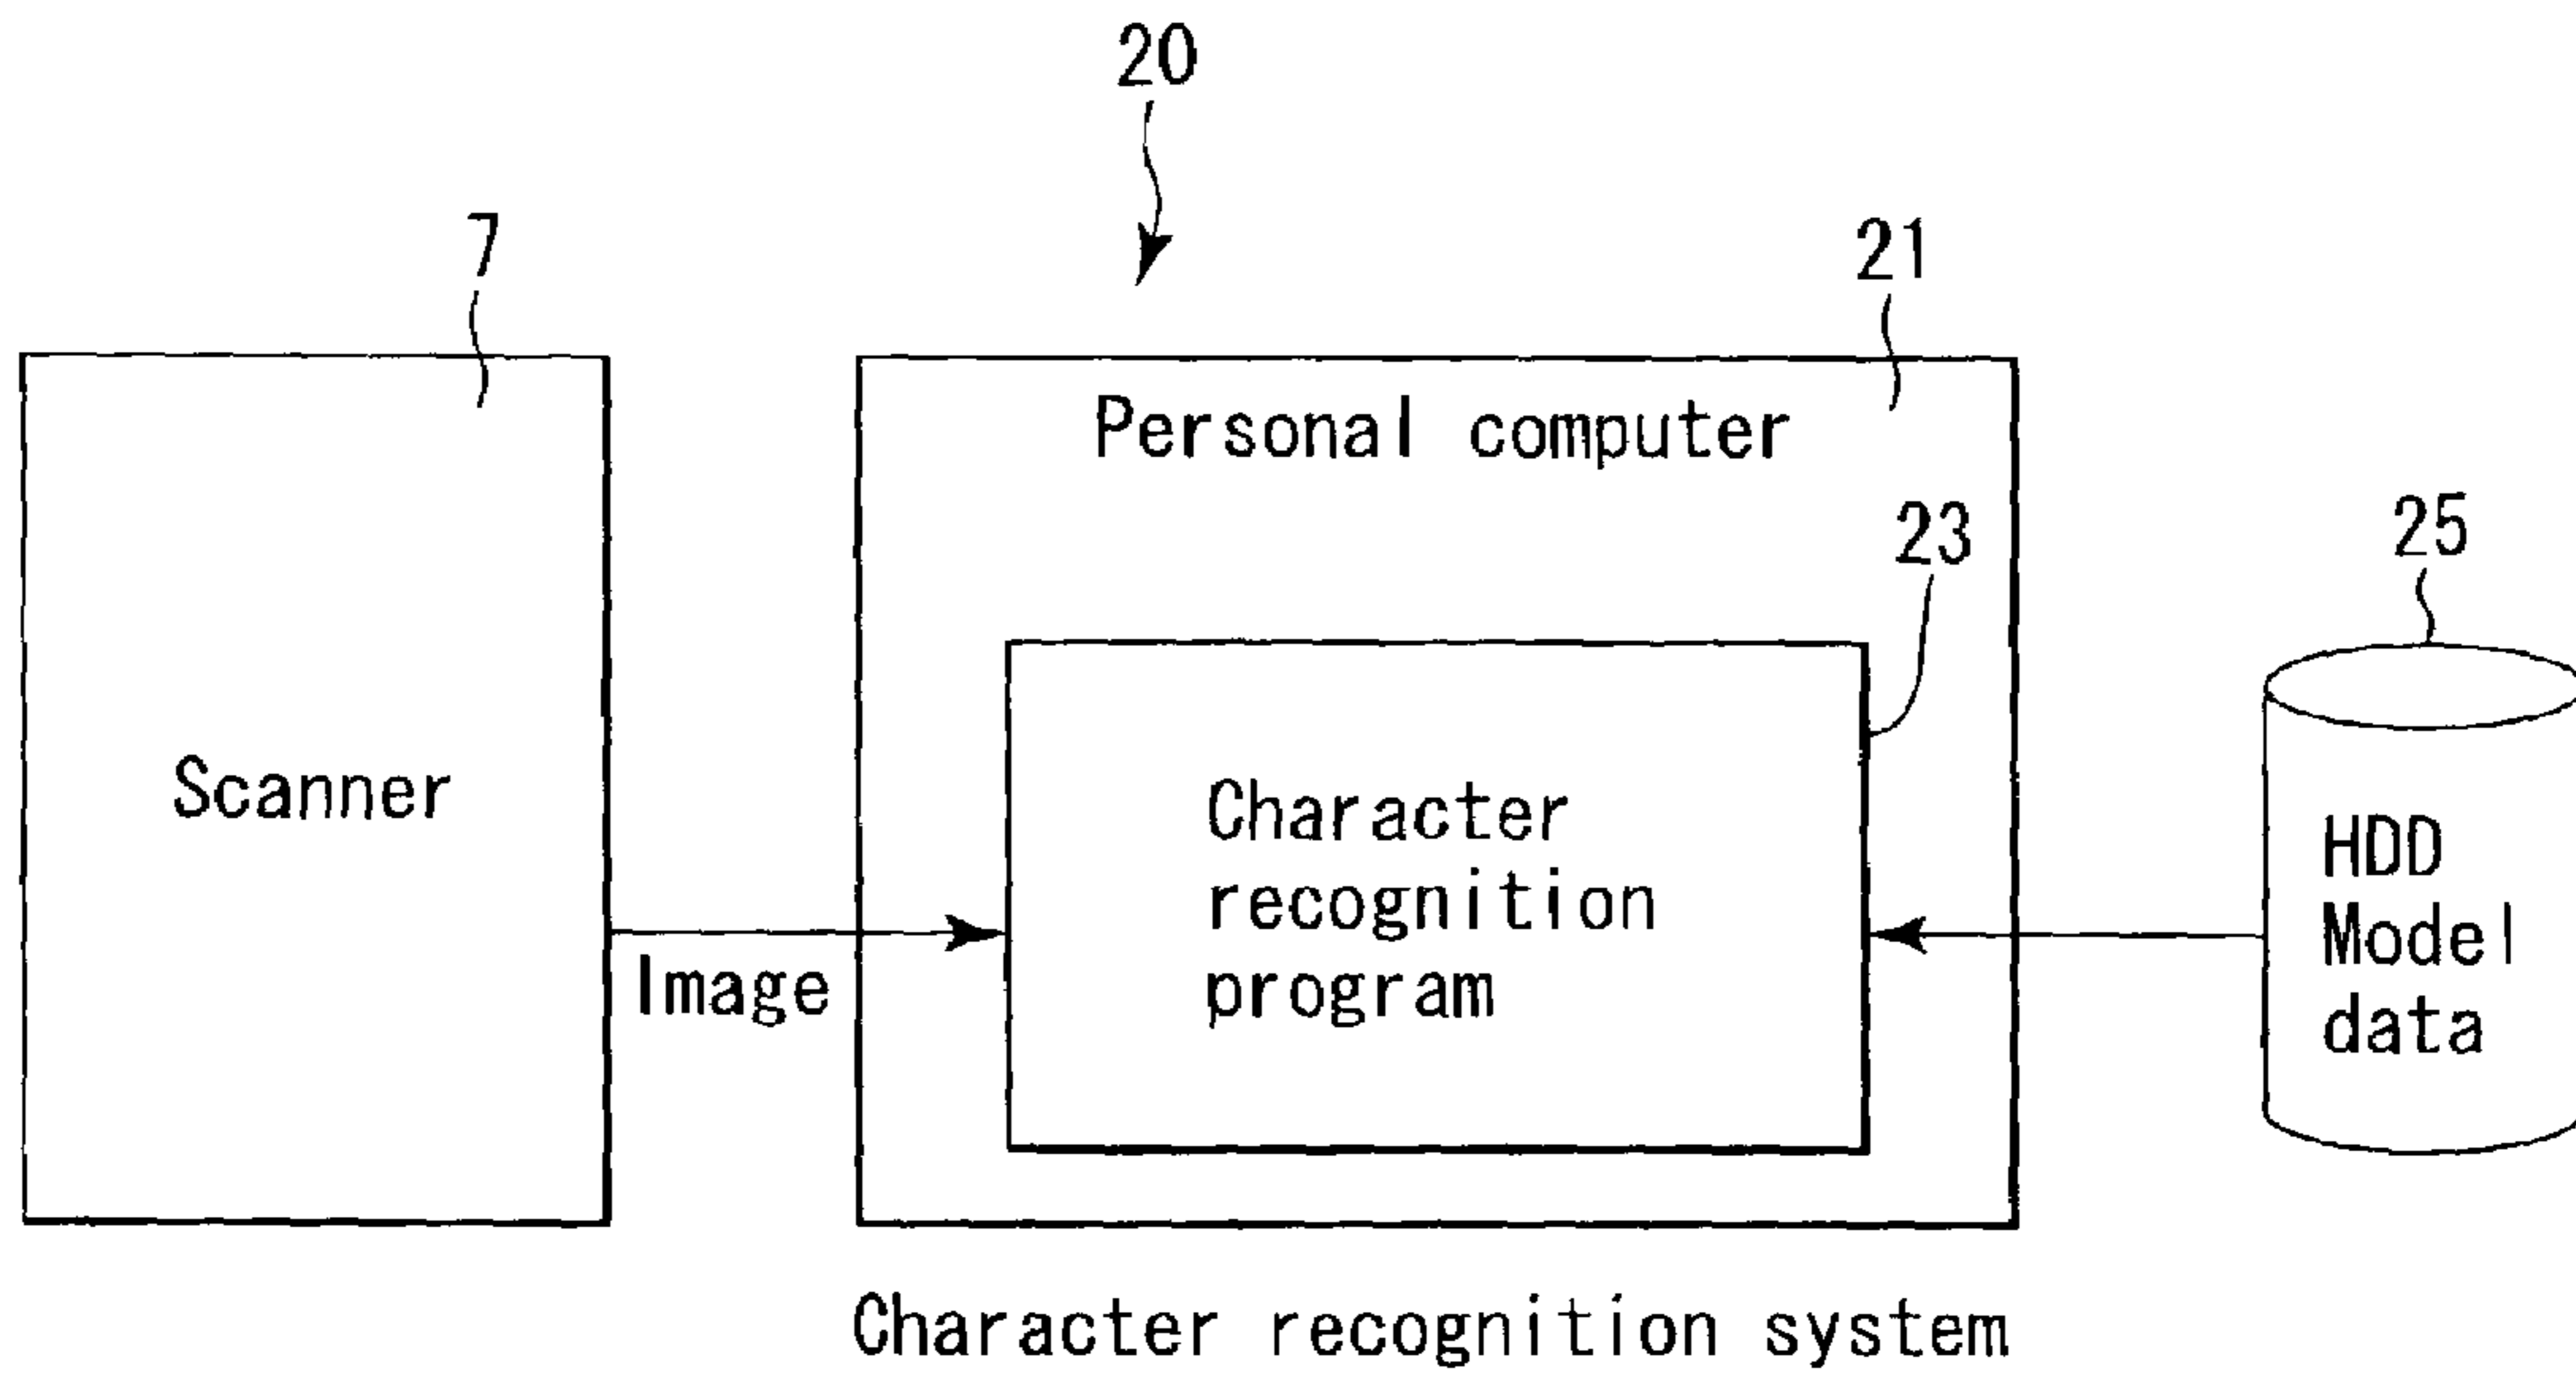 20
7
21
Personal computer
23
25
Scanner
Character
recognition
program
HDD
Model
data
Image
Character recognition system